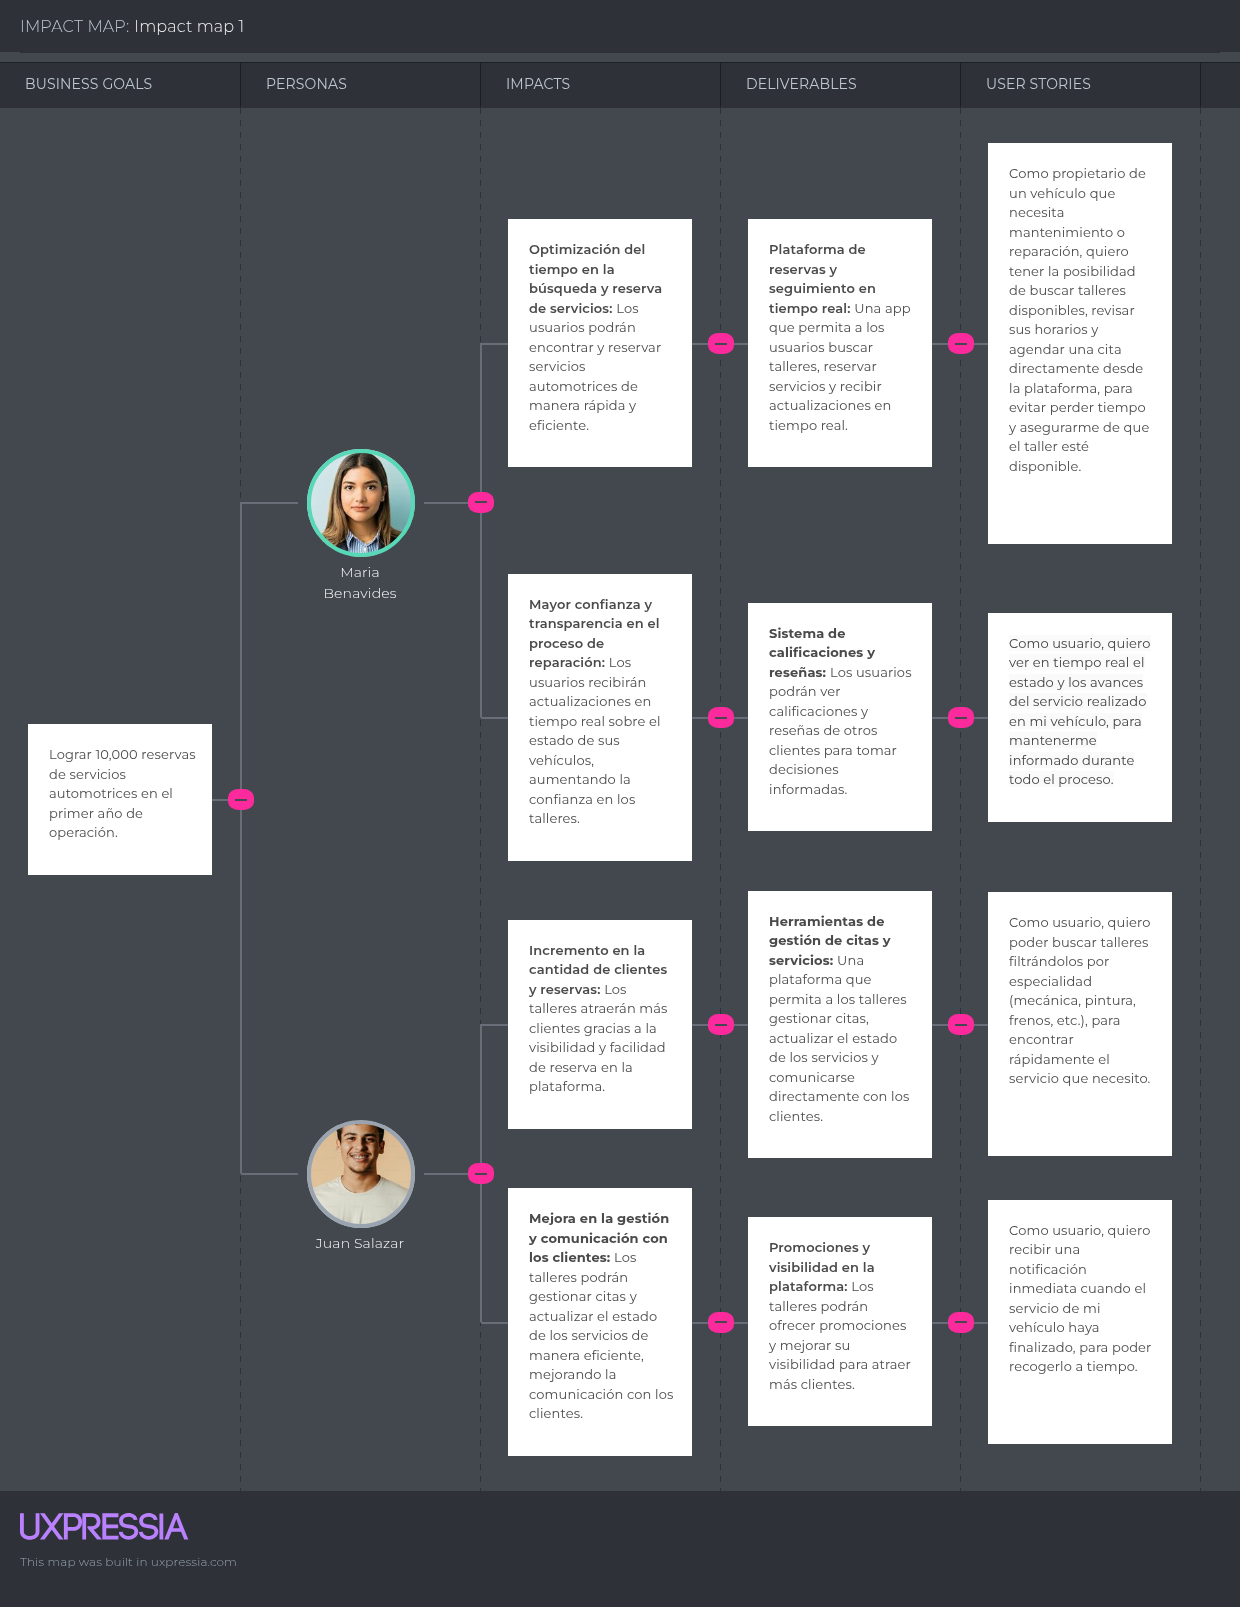 IMPACT MAP: Impact map 1
BUSINESS GOALS
PERSONAS
IMPACTS
DELIVERABLES
USER STORIES
Lograr 10,000 reservas
de servicios
automotrices en el
primer año de
operación.
Maria
Benavides
Optimización del
tiempo en la
búsqueda y reserva
de servicios: Los
usuarios podrán
encontrar y reservar
servicios
automotrices de
manera rápida y
eficiente.
Plataforma de
reservas y
seguimiento en
tiempo real: Una app
que permita a los
usuarios buscar
talleres, reservar
servicios y recibir
actualizaciones en
tiempo real.
Como propietario de
un vehículo que
necesita
mantenimiento o
reparación, quiero
tener la posibilidad
de buscar talleres
disponibles, revisar
sus horarios y
agendar una cita
directamente desde
la plataforma, para
evitar perder tiempo
y asegurarme de que
el taller esté
disponible.
Mayor confianza y
transparencia en el
proceso de
reparación: Los
usuarios recibirán
actualizaciones en
tiempo real sobre el
estado de sus
vehículos,
aumentando la
confianza en los
talleres.
Sistema de
calificaciones y
reseñas: Los usuarios
podrán ver
calificaciones y
reseñas de otros
clientes para tomar
decisiones
informadas.
Como usuario, quiero
ver en tiempo real el
estado y los avances
del servicio realizado
en mi vehículo, para
mantenerme
informado durante
todo el proceso.
Juan Salazar
Incremento en la
cantidad de clientes
y reservas: Los
talleres atraerán más
clientes gracias a la
visibilidad y facilidad
de reserva en la
plataforma.
Herramientas de
gestión de citas y
servicios: Una
plataforma que
permita a los talleres
gestionar citas,
actualizar el estado
de los servicios y
comunicarse
directamente con los
clientes.
Como usuario, quiero
poder buscar talleres
filtrándolos por
especialidad
(mecánica, pintura,
frenos, etc.), para
encontrar
rápidamente el
servicio que necesito.
Mejora en la gestión
y comunicación con
los clientes: Los
talleres podrán
gestionar citas y
actualizar el estado
de los servicios de
manera eficiente,
mejorando la
comunicación con los
clientes.
Promociones y
visibilidad en la
plataforma: Los
talleres podrán
ofrecer promociones
y mejorar su
visibilidad para atraer
más clientes.
Como usuario, quiero
recibir una
notificación
inmediata cuando el
servicio de mi
vehículo haya
finalizado, para poder
recogerlo a tiempo.
UXPRESSIA
This map was built in uxpressia.com